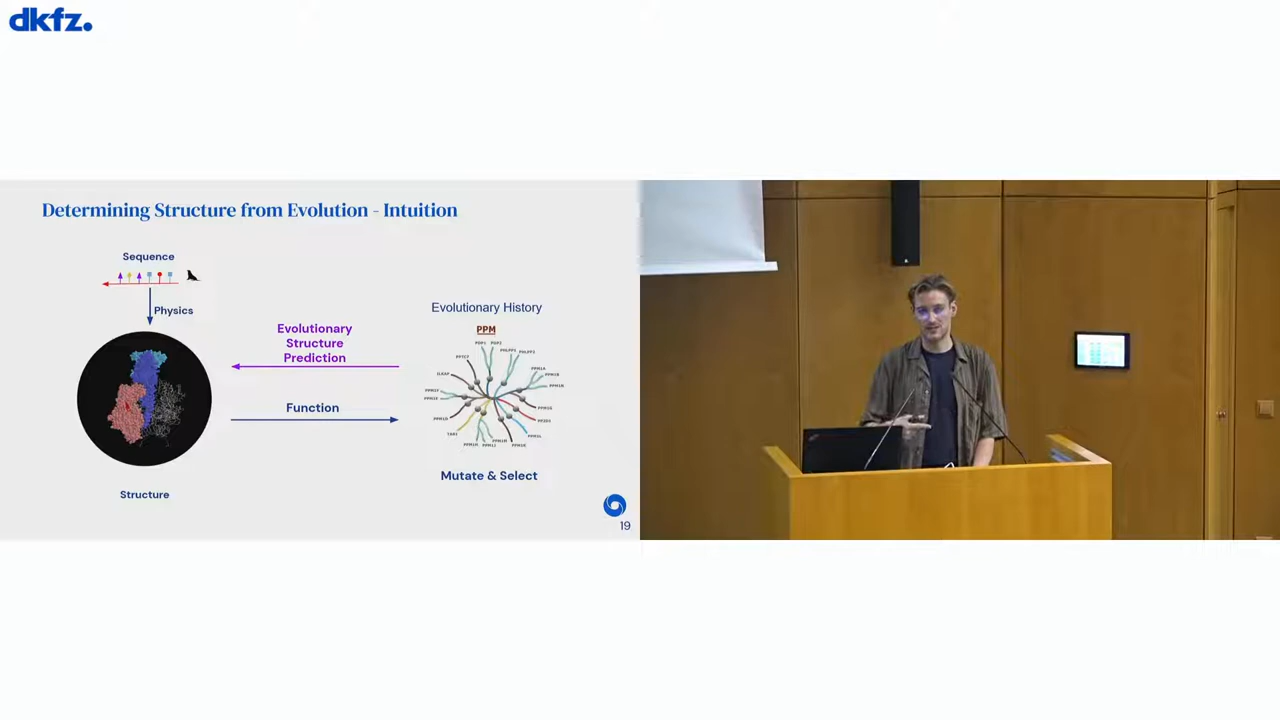 dkfz.
Determining Structure from Evolution - Intuition
Sequence
Physics
Evolutionary History
PPM
Evolutionary
Structure
Prediction
Function
Mutate & Select
Structure
19